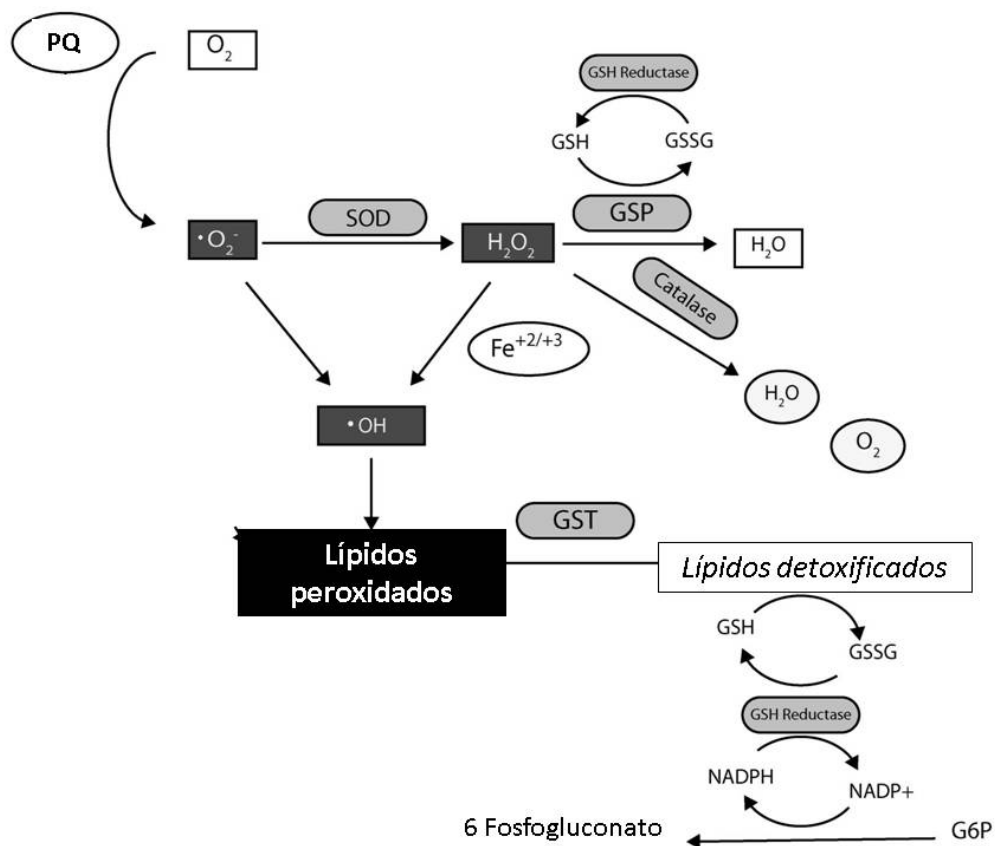 PQ
O₂
GSH Reductase
GSH
GSSG
SOD
GSP
•O₂⁻
H₂O₂
H₂O
Catalase
Fe⁺²/⁺³
H₂O
O₂
•OH
GST
Lípidos
peroxidados
Lípidos detoxificados
GSH
GSSG
GSH Reductase
NADPH
NADP+
6 Fosfogluconato
G6P